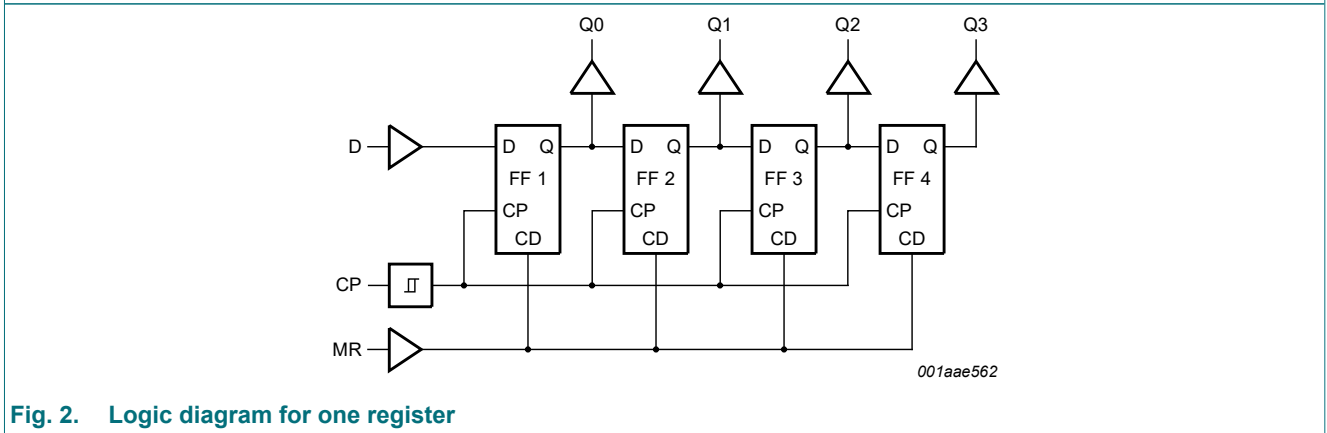 Q0 Q1 Q2 Q3
D D Q D Q D Q D Q
FF 1 FF 2 FF 3 FF 4
CP CP CP CP
CD CD CD CD
CP
MR
001aae562
Fig. 2. Logic diagram for one register